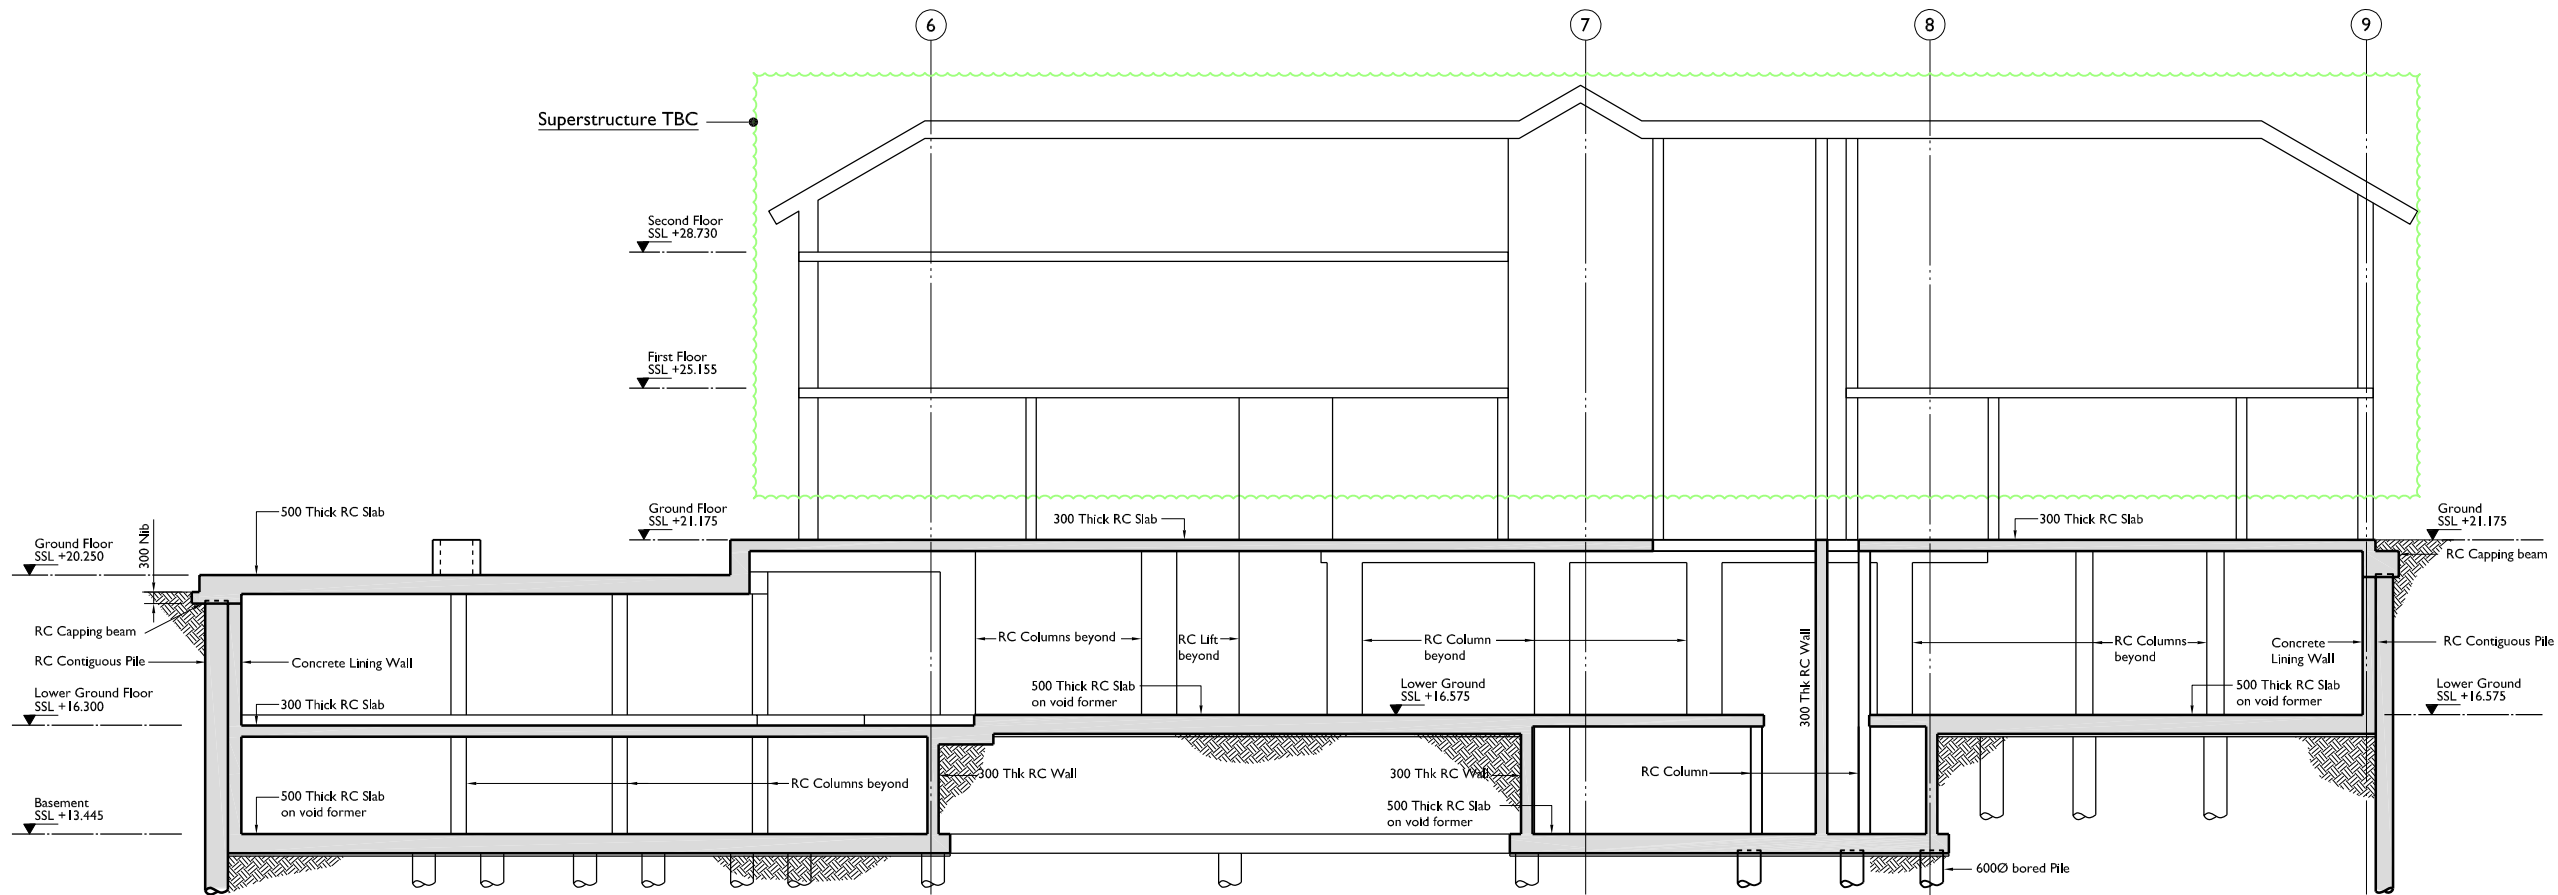 6
7
8
9
Superstructure TBC
Second Floor
SSL +28.730
First Floor
SSL +25.155
Ground Floor
SSL +21.175
500 Thick RC Slab
300 Thick RC Slab
300 Thick RC Slab
Ground
SSL +21.175
RC Capping beam
Ground Floor
SSL +20.250
300 Nib
RC Capping beam
RC Contiguous Pile
Concrete Lining Wall
Lower Ground Floor
SSL +16.300
300 Thick RC Slab
RC Columns beyond
RC Lift
beyond
RC Column
beyond
300 Thk RC Wall
RC Columns
beyond
Concrete
Lining Wall
RC Contiguous Pile
500 Thick RC Slab
on void former
Lower Ground
SSL +16.575
500 Thick RC Slab
on void former
Lower Ground
SSL +16.575
RC Columns beyond
300 Thk RC Wall
300 Thk RC Wall
RC Column
Basement
SSL +13.445
500 Thick RC Slab
on void former
500 Thick RC Slab
on void former
600Ø bored Pile